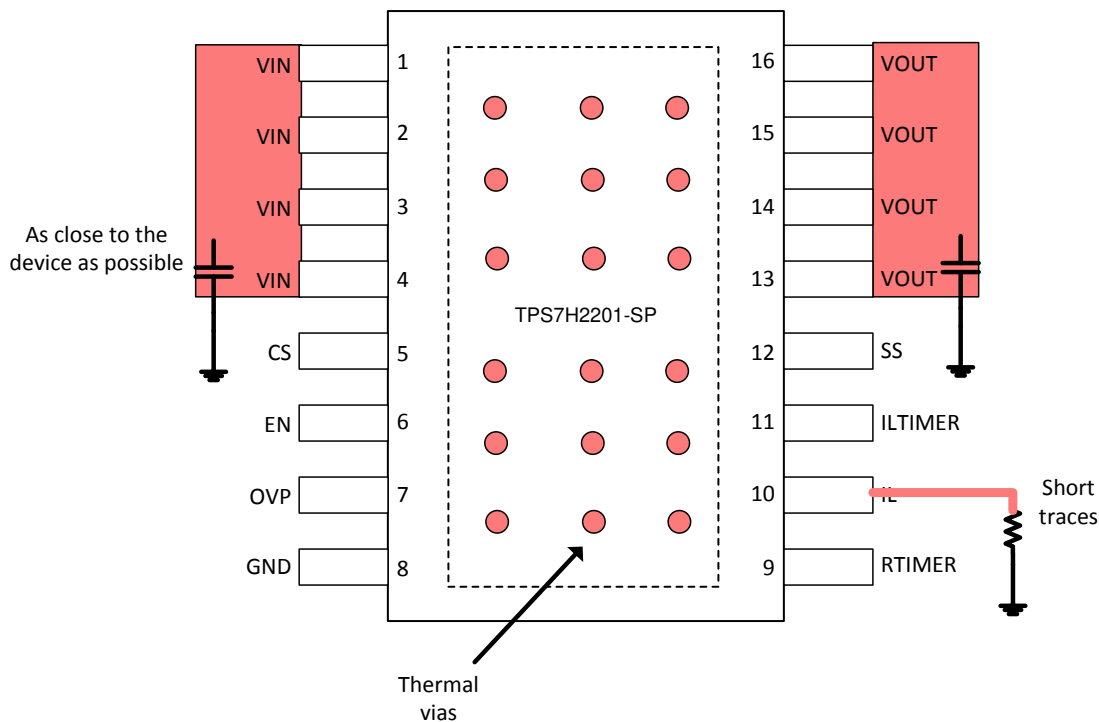 VIN 1 16 VOUT
VIN 2 15 VOUT
VIN 3 14 VOUT
As close to the
device as possible
VIN 4 13 VOUT
TPS7H2201-SP
CS 5 12 SS
EN 6 11 ILTIMER
OVP 7 10 IL
Short
traces
GND 8 9 RTIMER
Thermal
vias